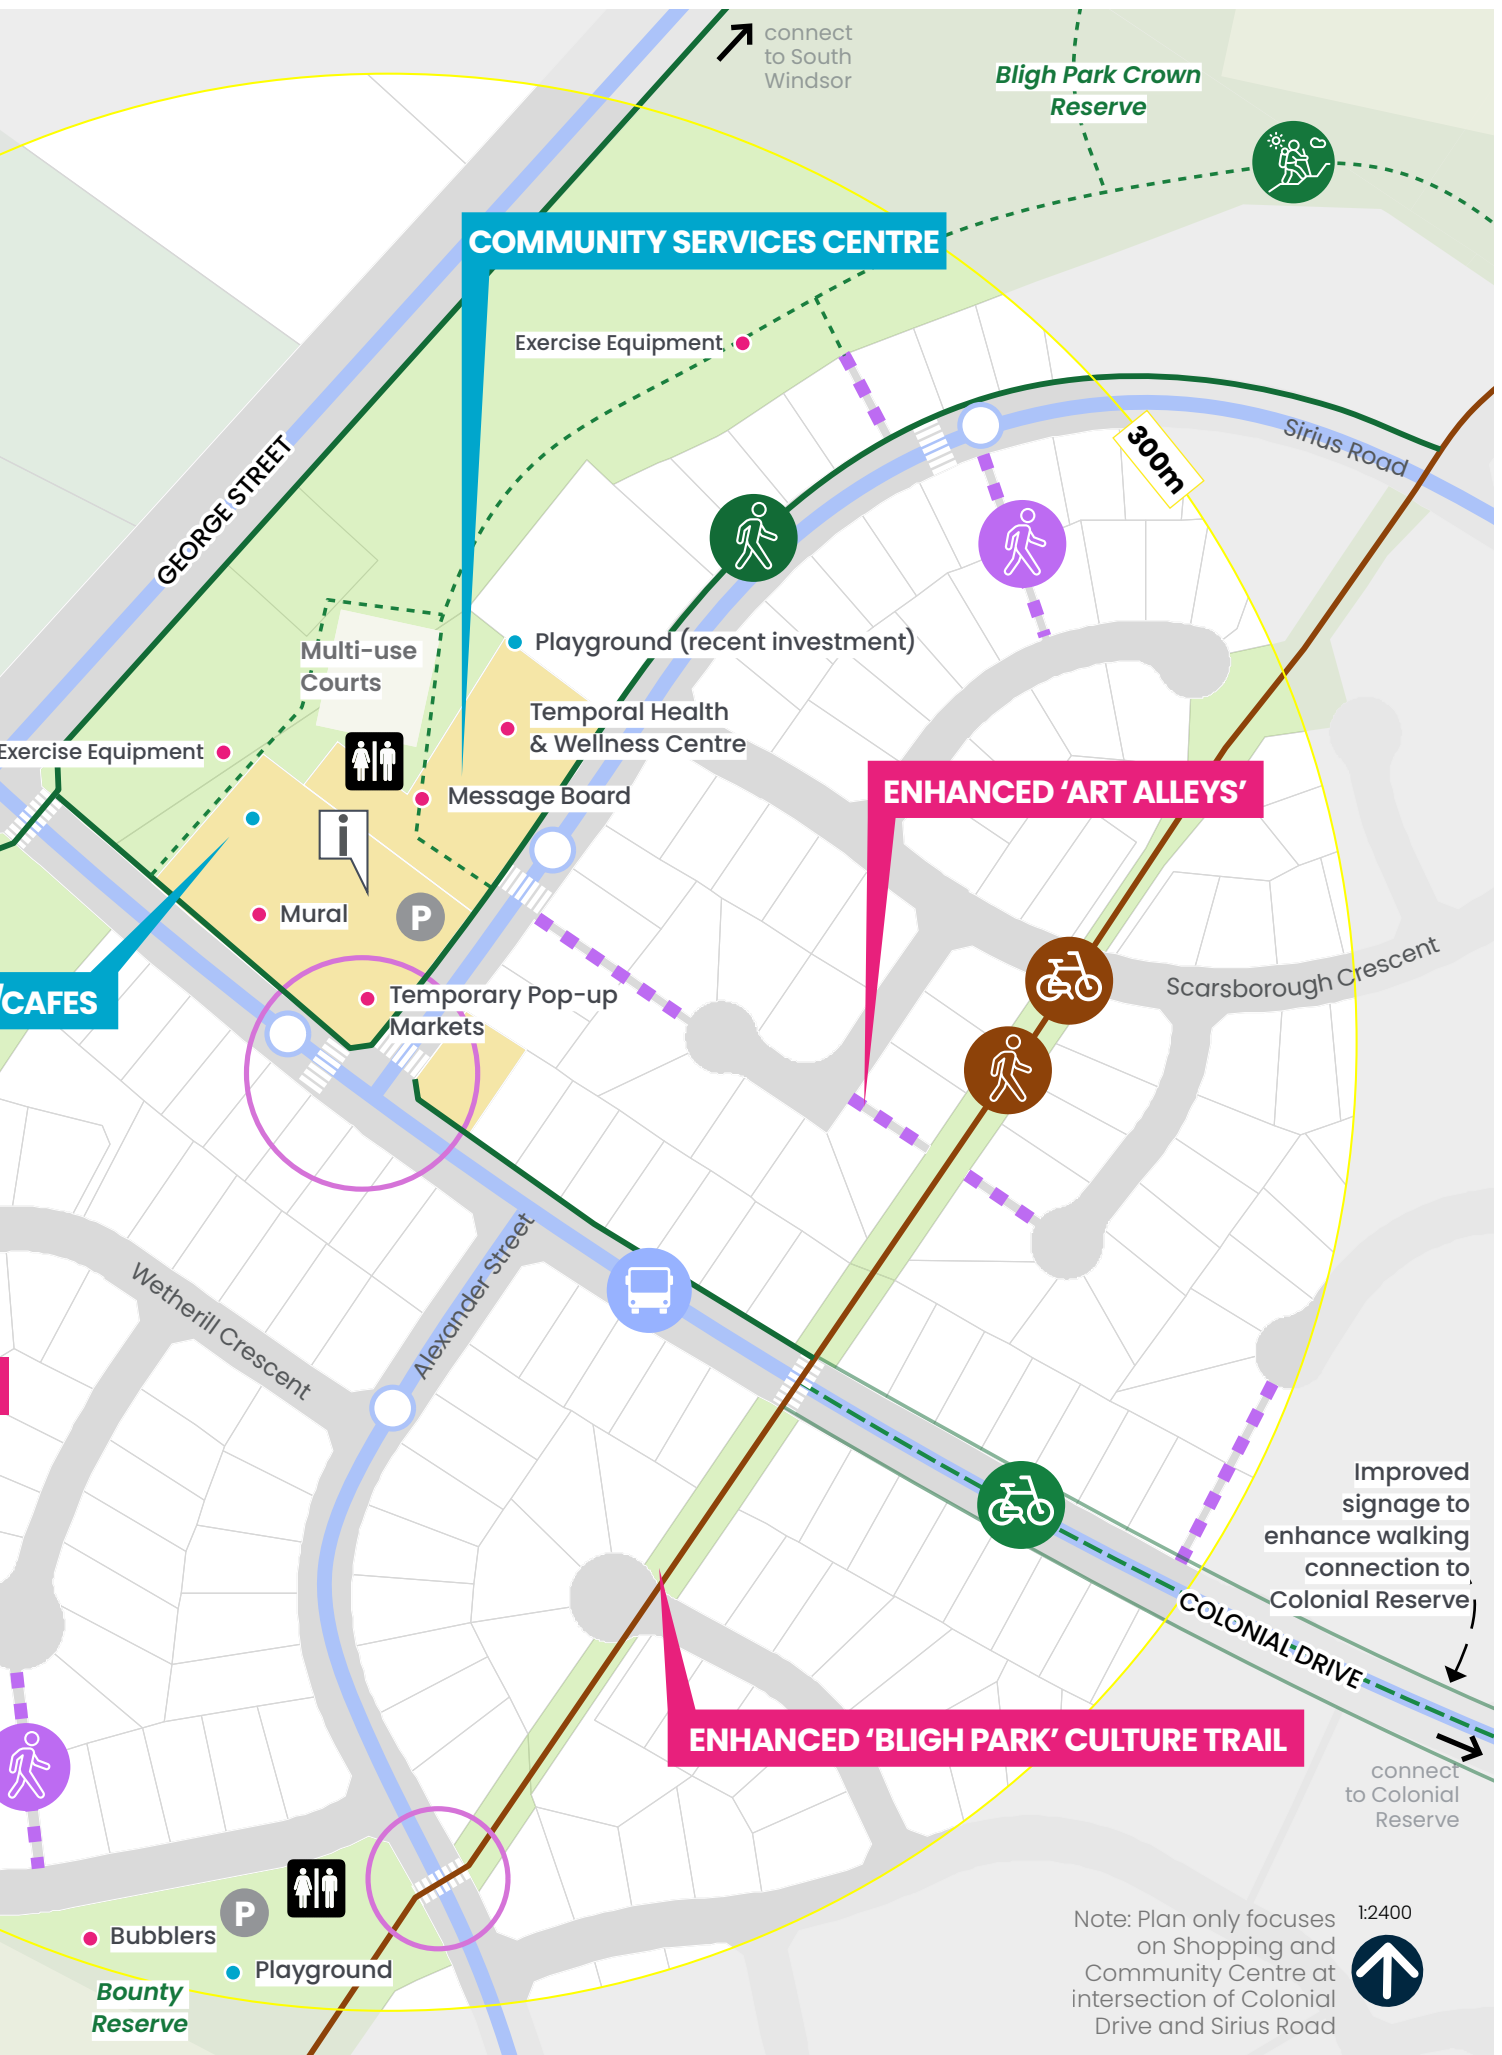 connect
to South
Windsor
Bligh Park Crown
Reserve
COMMUNITY SERVICES CENTRE
Exercise Equipment
300m
Sirius Road
GEORGE STREET
Playground (recent investment)
Multi-use
Courts
Temporal Health
& Wellness Centre
Exercise Equipment
Message Board
ENHANCED ‘ART ALLEYS’
i
Mural
P
Scarsborough Crescent
/CAFES
Temporary Pop-up
Markets
Wetherill Crescent
Alexander Street
Improved
signage to
enhance walking
connection to
Colonial Reserve
COLONIAL DRIVE
ENHANCED ‘BLIGH PARK’ CULTURE TRAIL
connect
to Colonial
Reserve
P
Bubblers
Playground
Bounty
Reserve
Note: Plan only focuses
on Shopping and
Community Centre at
intersection of Colonial
Drive and Sirius Road
1:2400